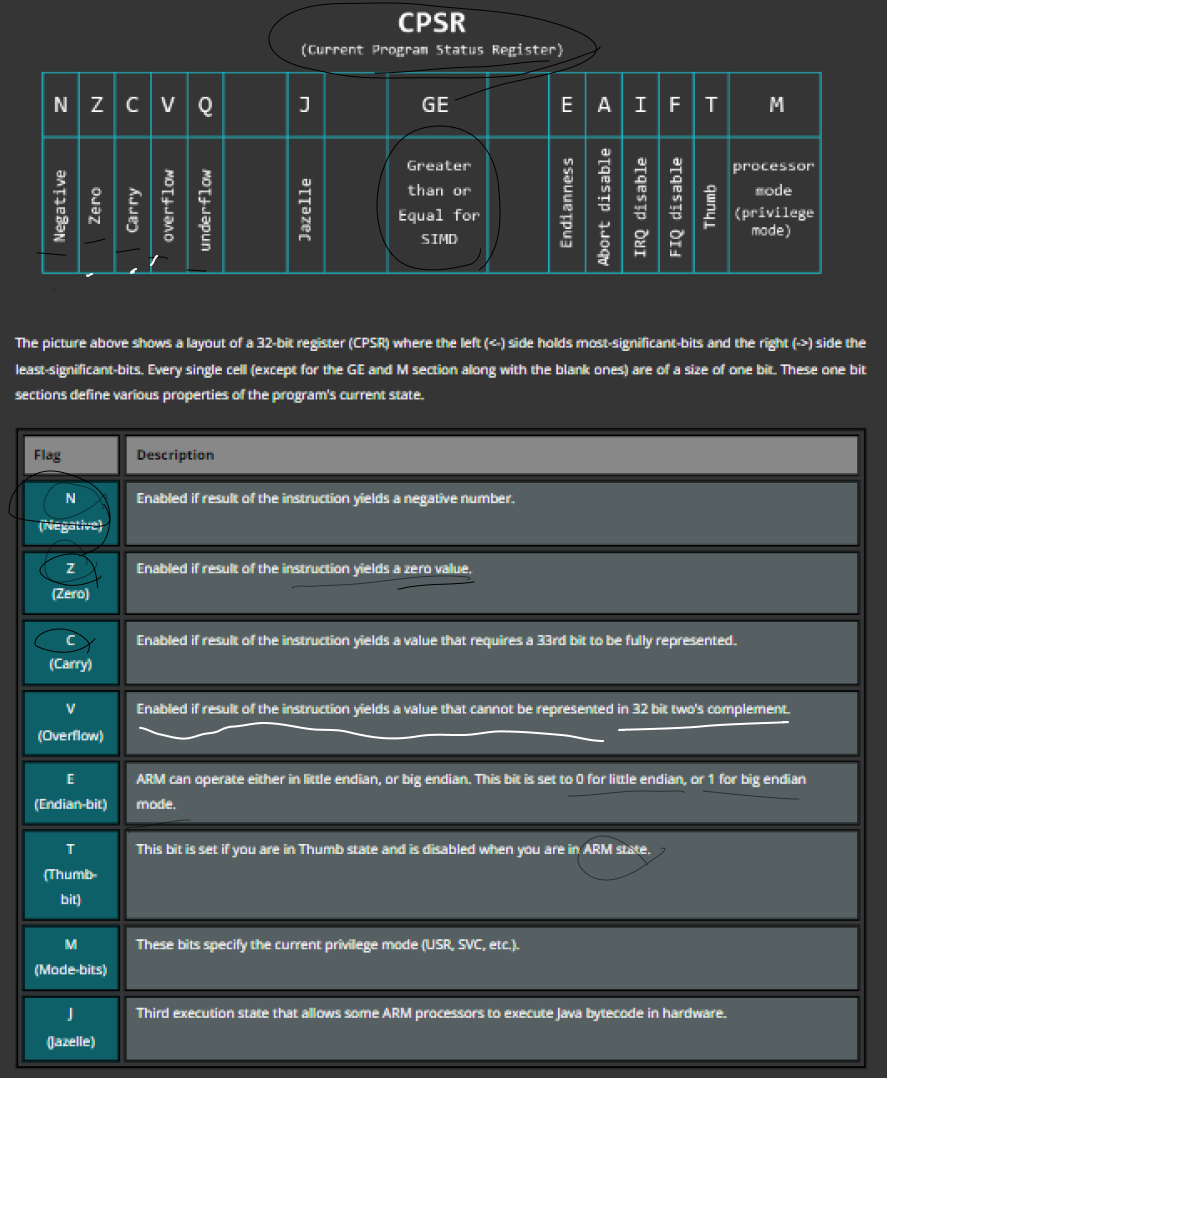 CPSR
(Current Program Status Register)
N Z C V Q J GE E A I F T M
Negative
Zero
Carry
overflow
underflow
Jazelle
Greater
than or
Equal for
SIMD
Endianness
Abort disable
IRQ disable
FIQ disable
Thumb
processor
mode
(privilege
mode)
The picture above shows a layout of a 32-bit register (CPSR) where the left (<-) side holds most-significant-bits and the right (->) side the
least-significant-bits. Every single cell (except for the GE and M section along with the blank ones) are of a size of one bit. These one bit
sections define various properties of the program's current state.
Flag Description
N
(Negative)
Enabled if result of the instruction yields a negative number.
Z
(Zero)
Enabled if result of the instruction yields a zero value.
C
(Carry)
Enabled if result of the instruction yields a value that requires a 33rd bit to be fully represented.
V
(Overflow)
Enabled if result of the instruction yields a value that cannot be represented in 32 bit two's complement.
E
(Endian-bit)
ARM can operate either in little endian, or big endian. This bit is set to 0 for little endian, or 1 for big endian
mode.
T
(Thumb-
bit)
This bit is set if you are in Thumb state and is disabled when you are in ARM state.
M
(Mode-bits)
These bits specify the current privilege mode (USR, SVC, etc.).
J
(Jazelle)
Third execution state that allows some ARM processors to execute Java bytecode in hardware.